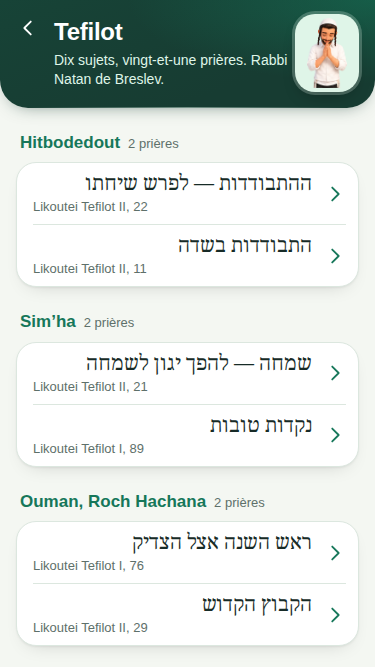 Tefilot
Dix sujets, vingt-et-une prières. Rabbi
Natan de Breslev.
Hitbodedout 2 prières
ההתבודדות — לפרש שיחתו
Likoutei Tefilot II, 22
התבודדות בשדה
Likoutei Tefilot II, 11
Sim’ha 2 prières
שמחה — להפך יגון לשמחה
Likoutei Tefilot II, 21
נקדות טובות
Likoutei Tefilot I, 89
Ouman, Roch Hachana 2 prières
ראש השנה אצל הצדיק
Likoutei Tefilot I, 76
הקבוץ הקדוש
Likoutei Tefilot II, 29